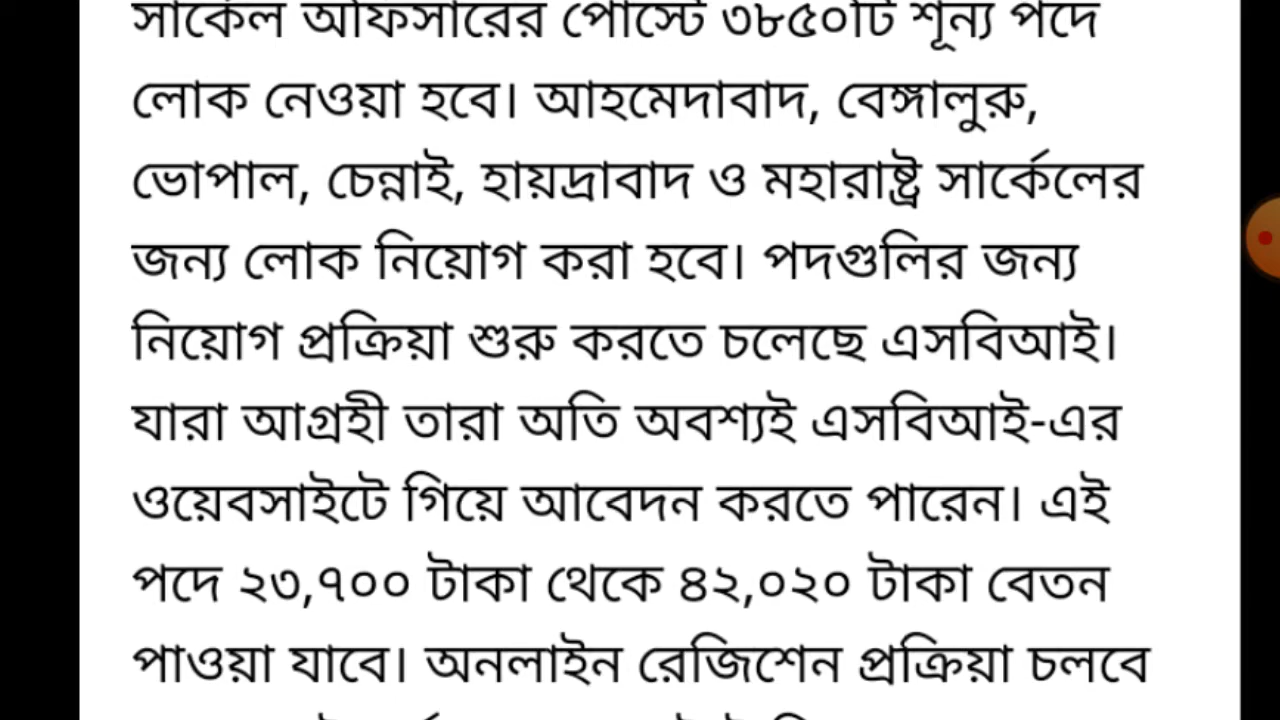 সার্কেল অফিসারের পোস্টে ৩৮৫০টি শূন্য পদে
লোক নেওয়া হবে। আহমেদাবাদ, বেঙ্গালুরু,
ভোপাল, চেন্নাই, হায়দ্রাবাদ ও মহারাষ্ট্র সার্কেলের
জন্য লোক নিয়োগ করা হবে। পদগুলির জন্য
নিয়োগ প্রক্রিয়া শুরু করতে চলেছে এসবিআই।
যারা আগ্রহী তারা অতি অবশ্যই এসবিআই-এর
ওয়েবসাইটে গিয়ে আবেদন করতে পারেন। এই
পদে ২৩,৭০০ টাকা থেকে ৪২,০২০ টাকা বেতন
পাওয়া যাবে। অনলাইন রেজিশেন প্রক্রিয়া চলবে